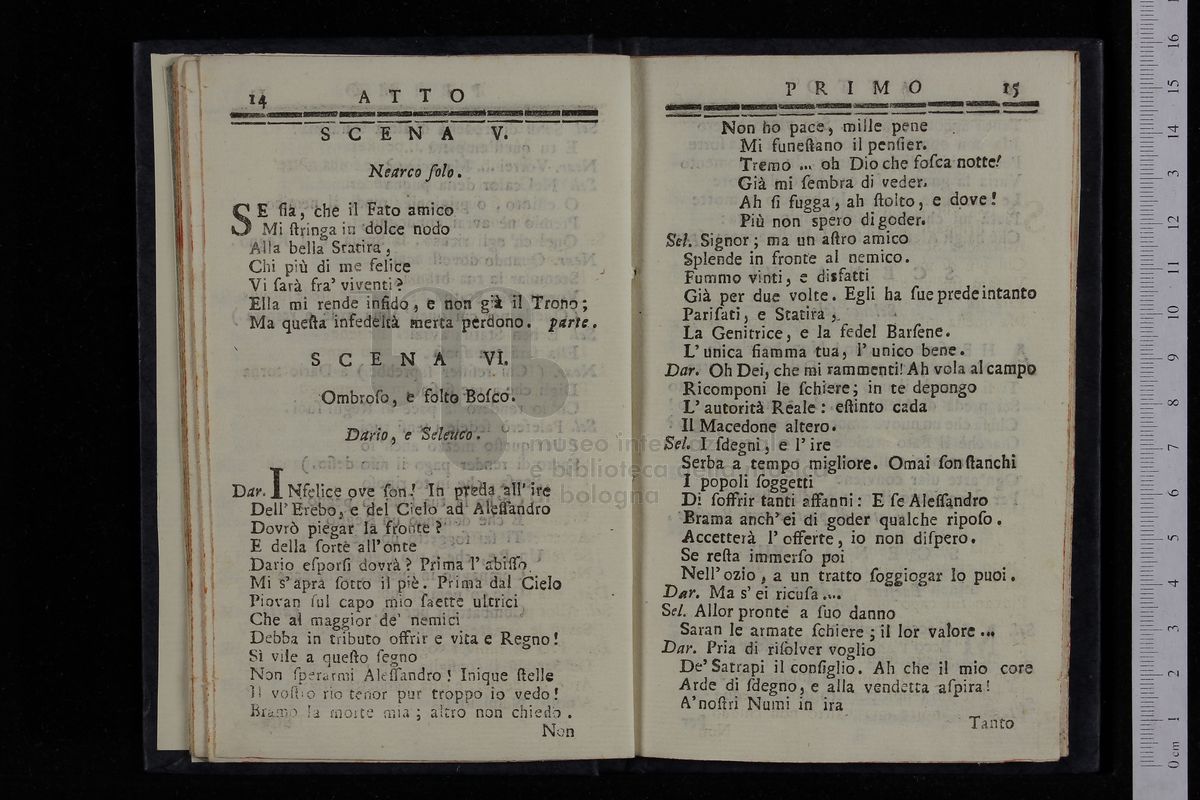 14 ATTO
SCENA V.
Nearco ſolo.
SE ſia, che il Fato amico
Mi ſtringa in dolce nodo
Alla bella Statira,
Chi più di me felice
Vi ſarà fra' viventi?
Ella mi rende infido, e non già il Trono;
Ma queſta infedeltà merta perdono. parte.
SCENA VI.
Ombroſo, e folto Boſco.
Dario, e Seleuco.
Dar. INfelice ove ſon! In preda all' ire
Dell' Erebo, e del Cielo ad Aleſſandro
Dovrò piegar la fronte?
E della ſorte all' onte
Dario eſporſi dovrà? Prima l' abiſſo
Mi s' apra ſotto il piè. Prima dal Cielo
Piovan ſul capo mio ſaette ultrici
Che al maggior de' nemici
Debba in tributo offrir e vita e Regno!
Sì vile a queſto ſegno
Non ſperarmi Aleſſandro! Inique ſtelle
Il voſtro rio tenor pur troppo io vedo!
Bramo la morte mia; altro non chiedo.
Non
PRIMO 15
Non ho pace, mille pene
Mi funeſtano il penſier.
Tremo ... oh Dio che foſca notte!
Già mi ſembra di veder.
Ah ſi fugga, ah ſtolto, e dove!
Più non spero di goder.
Sel. Signor; ma un aſtro amico
Splende in fronte al nemico.
Fummo vinti, e disfatti
Già per due volte. Egli ha ſue prede intanto
Pariſati, e Statira,
La Genitrice, e la fedel Barſene.
L' unica fiamma tua, l' unico bene.
Dar. Oh Dei, che mi rammenti! Ah vola al campo
Ricomponi le ſchiere; in te depongo
L' autorità Reale: eſtinto cada
Il Macedone altero.
Sel. I ſdegni, e l' ire
Serba a tempo migliore. Omai ſon ſtanchi
I popoli ſoggetti
Di ſoffrir tanti affanni: E ſe Aleſſandro
Brama anch' ei di goder qualche ripoſo.
Accetterà l' offerte, io non diſpero.
Se reſta immerſo poi
Nell' ozio, a un tratto ſoggiogar lo puoi.
Dar. Ma s' ei ricuſa ....
Sel. Allor pronte a ſuo danno
Saran le armate ſchiere; il lor valore ...
Dar. Pria di riſolver voglio
De' Satrapi il conſiglio. Ah che il mio core
Arde di ſdegno, e alla vendetta aſpira!
A' noſtri Numi in ira
Tanto